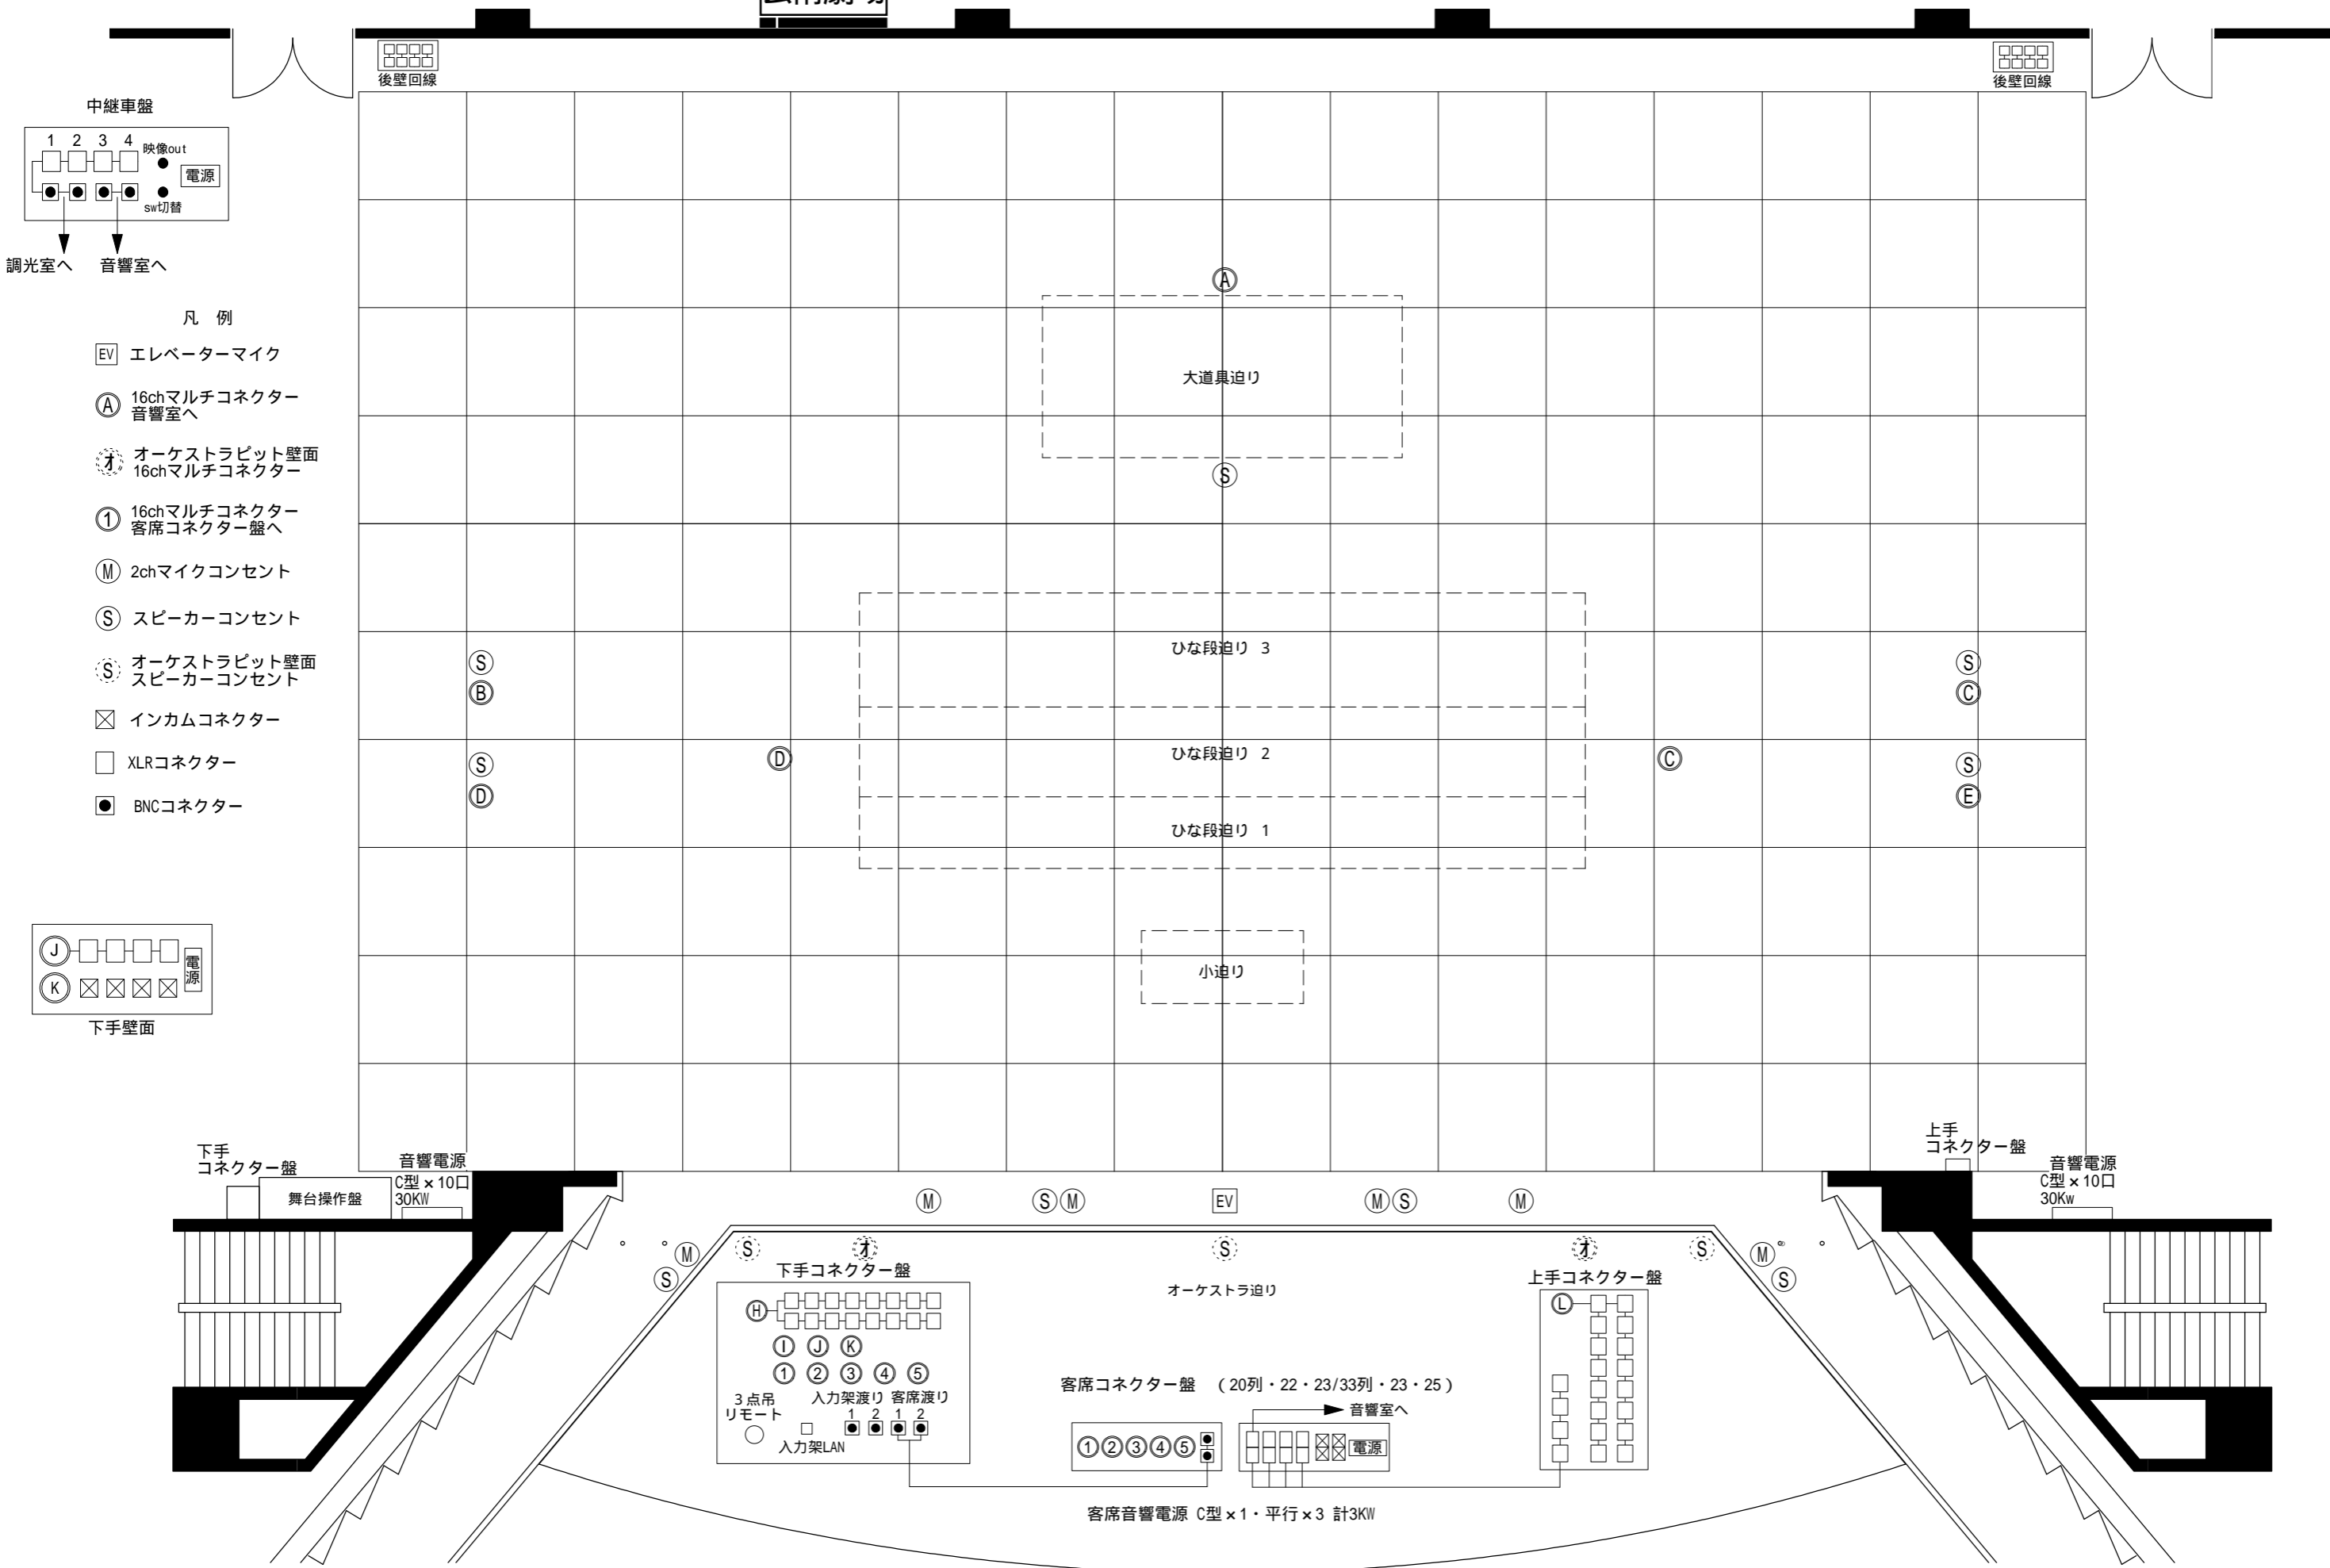 後壁回線
後壁回線
中継車盤
1 2 3 4
映像out
電源
sw切替
調光室へ 音響室へ
凡 例
EV エレベーターマイク
A 16chマルチコネクター
音響室へ
オ オーケストラピット壁面
16chマルチコネクター
1 16chマルチコネクター
客席コネクター盤へ
M 2chマイクコンセント
S スピーカーコンセント
S オーケストラピット壁面
スピーカーコンセント
インカムコネクター
XLRコネクター
BNCコネクター
J
K
電源
下手壁面
A
大道具迫り
S
ひな段迫り 3
S S
B C
ひな段迫り 2
D C
S S
D E
ひな段迫り 1
小迫り
下手
コネクター盤
舞台操作盤
音響電源
C型×10口
30KW
上手
コネクター盤
音響電源
C型×10口
30Kw
M S M EV M S M
M S S オ S オ S M S
オーケストラ迫り
下手コネクター盤
H
I J K
1 2 3 4 5
3点吊
リモート
入力架渡り 客席渡り
1 2 1 2
入力架LAN
客席コネクター盤 （20列・22・23/33列・23・25）
音響室へ
1 2 3 4 5
電源
客席音響電源 C型×1・平行×3 計3KW
上手コネクター盤
L